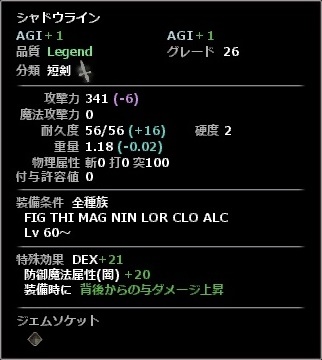 シャドウライン
AGI+1 AGI+1
品質 Legend グレード 26
分類 短剣
攻撃力 341 (-6)
魔法攻撃力 0
耐久度 56/56 (+16) 硬度 2
重量 1.18 (-0.02)
物理属性 斬0 打0 突100
付与許容値 0
装備条件 全種族
FIG THI MAG NIN LOR CLO ALC
Lv 60～
特殊効果 DEX+21
防御魔法属性(闇) +20
装備時に 背後からの与ダメージ上昇
ジェムソケット